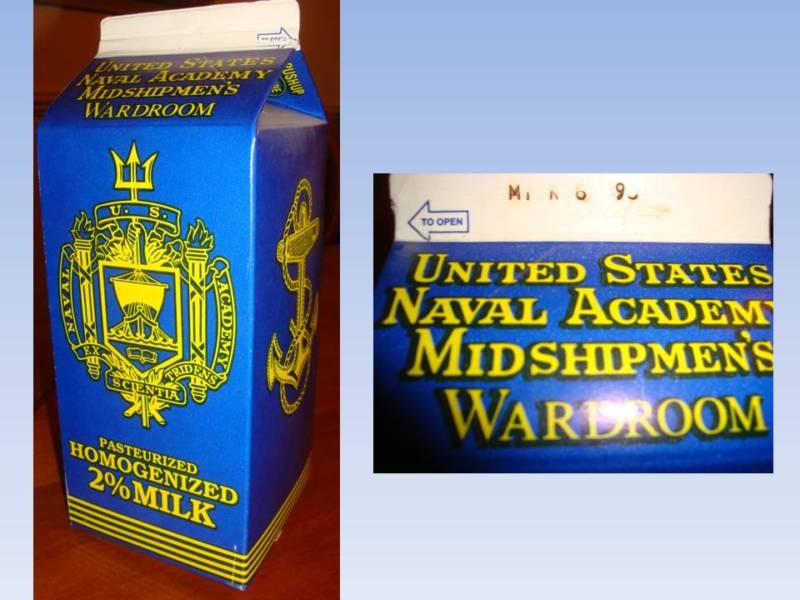 UNITED STATES
NAVAL ACADEMY
MIDSHIPMEN'S
WARDROOM
PUSHUP
U. S.
NAVAL
ACADEMY
EX
SCIENTIA
TRIDENS
PASTEURIZED
HOMOGENIZED
2% MILK
TO OPEN
UNITED STATES
NAVAL ACADEMY
MIDSHIPMEN'S
WARDROOM